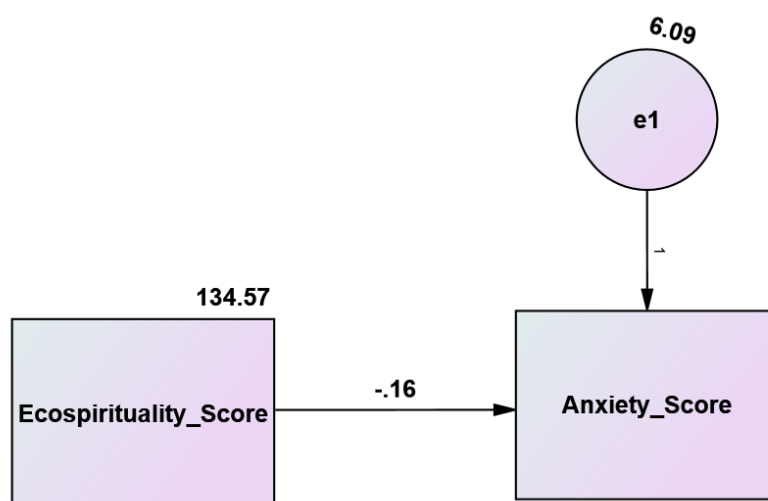 6.09
e1
1
134.57
-.16
Ecospirituality_Score
Anxiety_Score